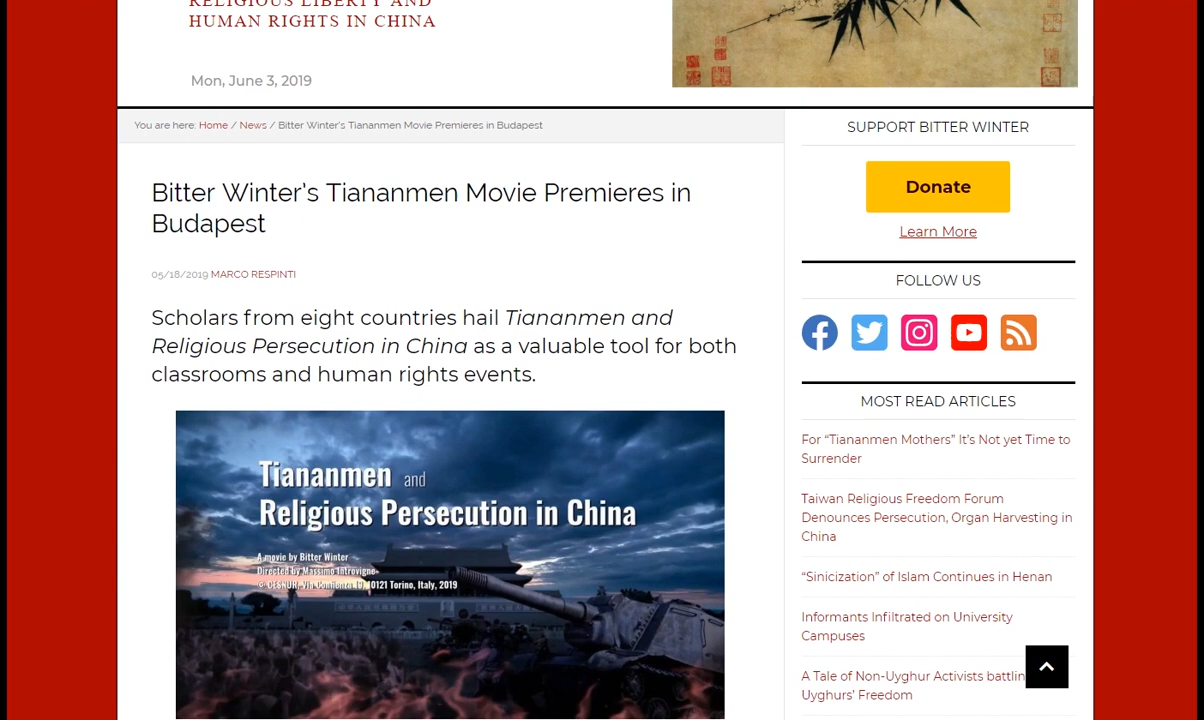 RELIGIOUS LIBERTY AND
HUMAN RIGHTS IN CHINA
Mon, June 3, 2019
You are here: Home / News / Bitter Winter's Tiananmen Movie Premieres in Budapest
Bitter Winter's Tiananmen Movie Premieres in
Budapest
05/18/2019 MARCO RESPINTI
Scholars from eight countries hail Tiananmen and
Religious Persecution in China as a valuable tool for both
classrooms and human rights events.
Tiananmen and
Religious Persecution in China
A movie by Bitter Winter
Directed by Massimo Introvigne
© CESNUR, Via Confienza 19, 10121 Torino, Italy, 2019
SUPPORT BITTER WINTER
Donate
Learn More
FOLLOW US
MOST READ ARTICLES
For “Tiananmen Mothers” It’s Not yet Time to
Surrender
Taiwan Religious Freedom Forum
Denounces Persecution, Organ Harvesting in
China
“Sinicization” of Islam Continues in Henan
Informants Infiltrated on University
Campuses
A Tale of Non-Uyghur Activists battlin
Uyghurs’ Freedom